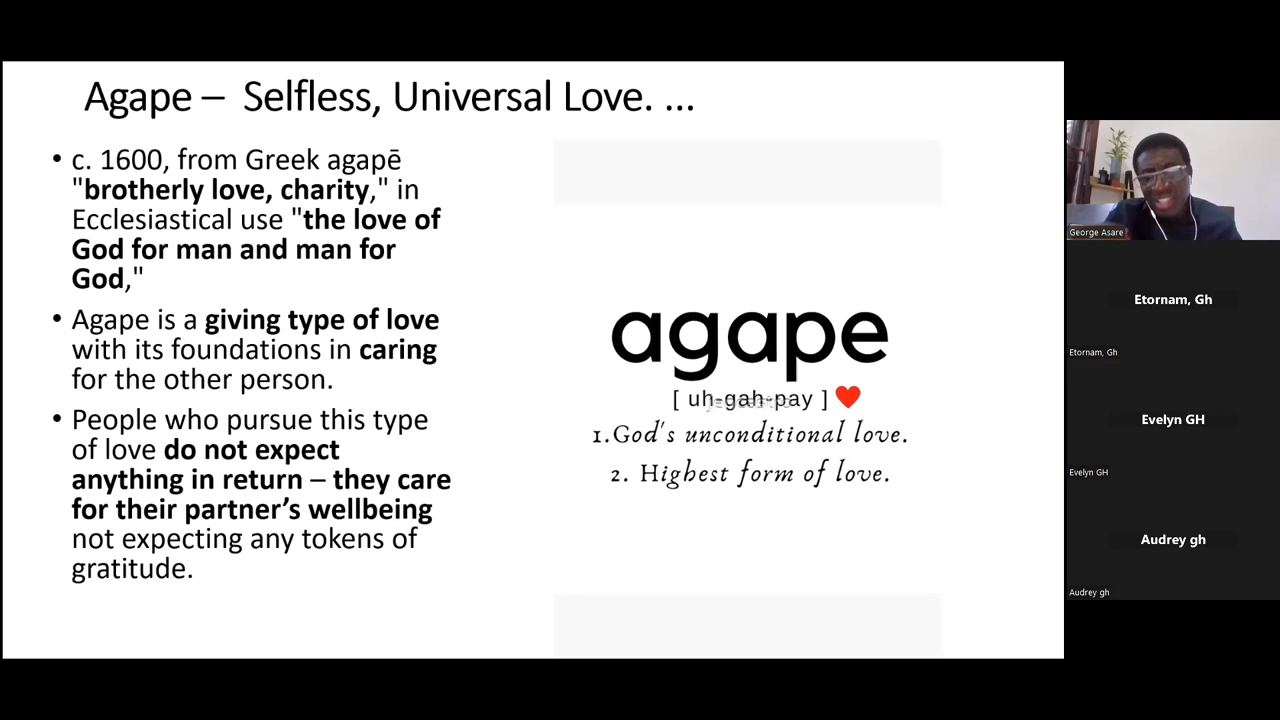 Agape – Selfless, Universal Love. ...
• c. 1600, from Greek agapē
"brotherly love, charity," in
Ecclesiastical use "the love of
God for man and man for
God,"
• Agape is a giving type of love
with its foundations in caring
for the other person.
• People who pursue this type
of love do not expect
anything in return – they care
for their partner’s wellbeing
not expecting any tokens of
gratitude.
agape
[ uh-gah-pay ] ❤
1.God's unconditional love.
2. Highest form of love.
George Asare
Etornam, Gh
Etornam, Gh
Evelyn GH
Evelyn GH
Audrey gh
Audrey gh